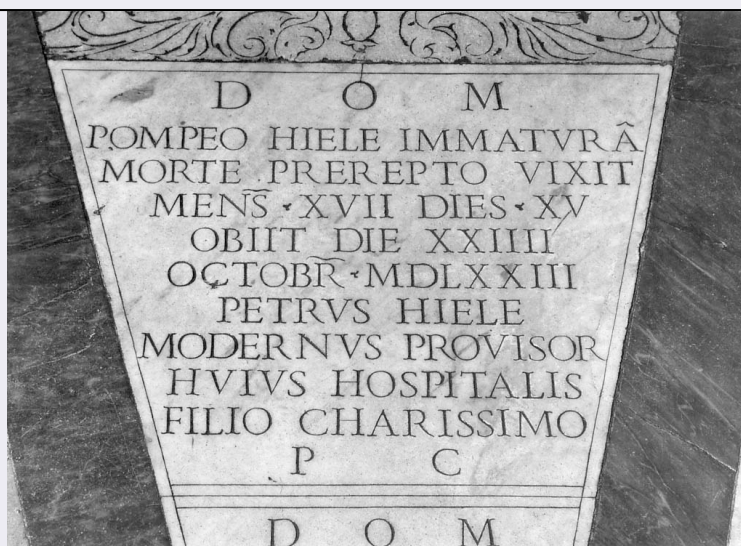 D O M
POMPEO HIELE IMMATVRÃ
MORTE PREREPTO VIXIT
MENS̃ · XVII DIES · XV
OBIIT DIE XXIIII
OCTOBR̃ · MDLXXIII
PETRVS HIELE
MODERNVS PROVISOR
HVIVS HOSPITALIS
FILIO CHARISSIMO
P C
D O M